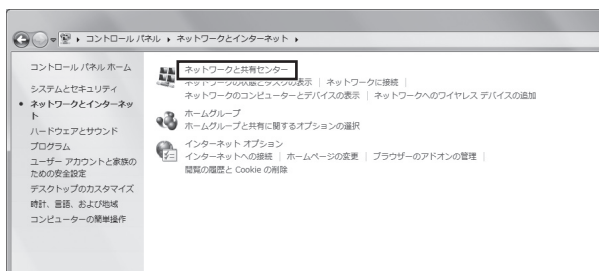 コントロール パネル ▸ ネットワークとインターネット ▸
コントロール パネル ホーム
システムとセキュリティ
ネットワークとインターネッ
ト
ハードウェアとサウンド
プログラム
ユーザー アカウントと家族の
ための安全設定
デスクトップのカスタマイズ
時計、言語、および地域
コンピューターの簡単操作
ネットワークと共有センター
ネットワークの状態とタスクの表示 | ネットワークに接続 |
ネットワークのコンピューターとデバイスの表示 | ネットワークへのワイヤレス デバイスの追加
ホームグループ
ホームグループと共有に関するオプションの選択
インターネット オプション
インターネットへの接続 | ホームページの変更 | ブラウザーのアドオンの管理 |
閲覧の履歴と Cookie の削除